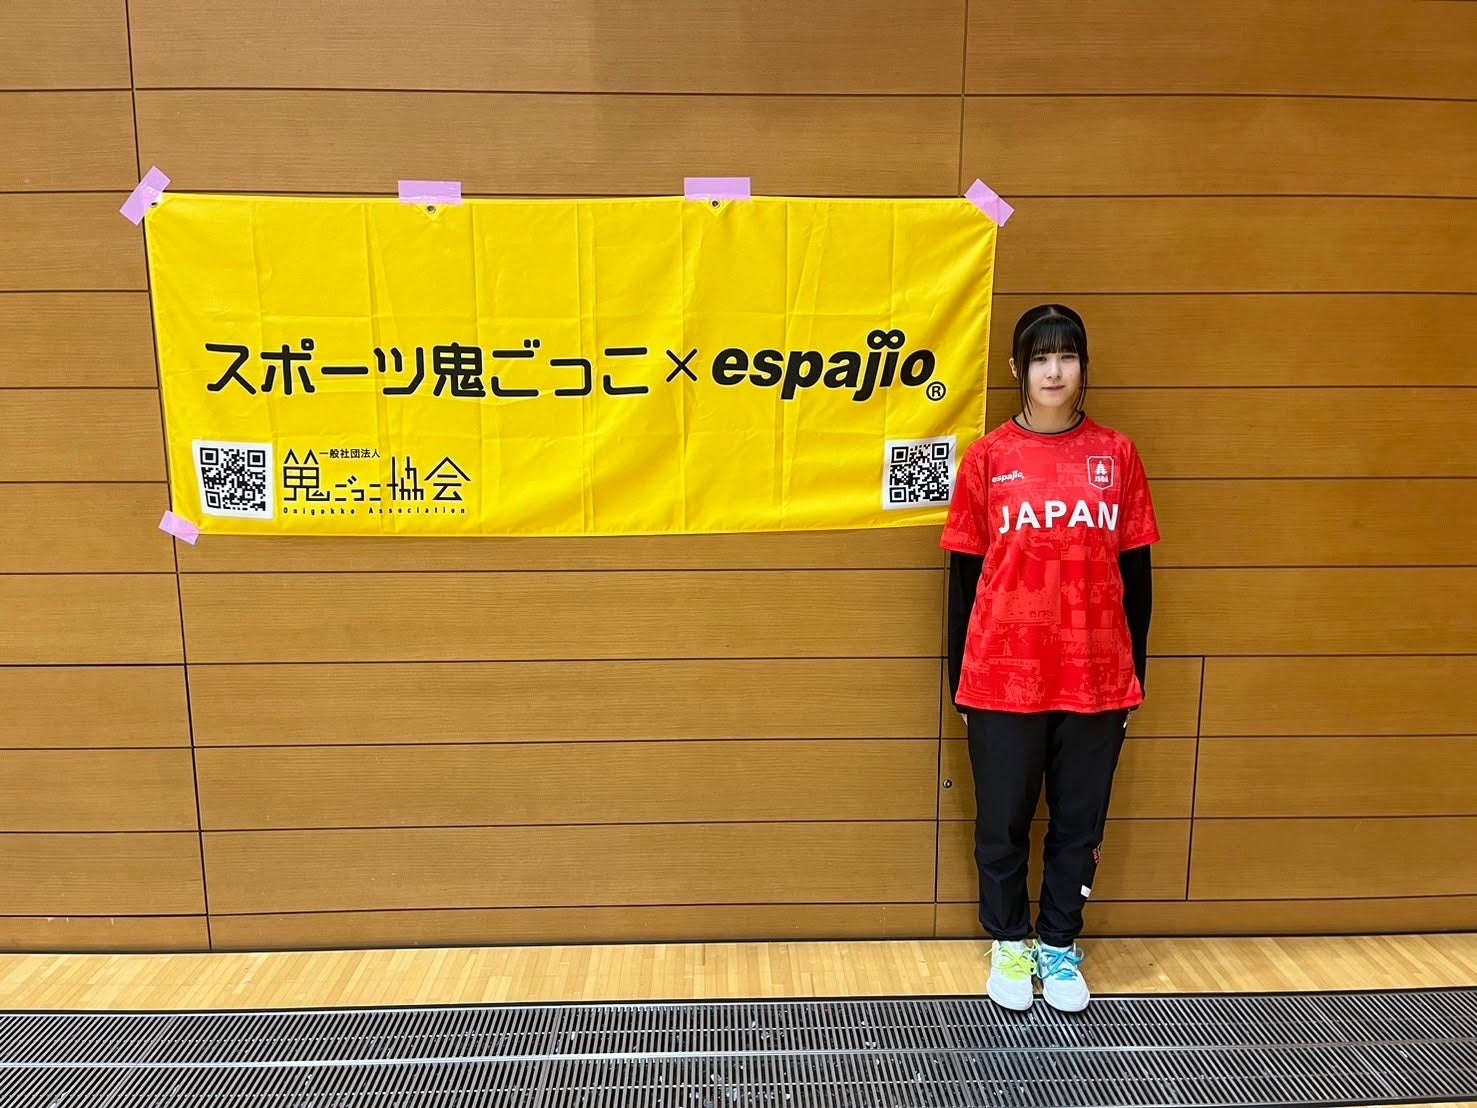 スポーツ鬼ごっこ×espajio®
一般社団法人
鬼ごっこ協会
Onigokko Association
espajio
JSOA
JAPAN